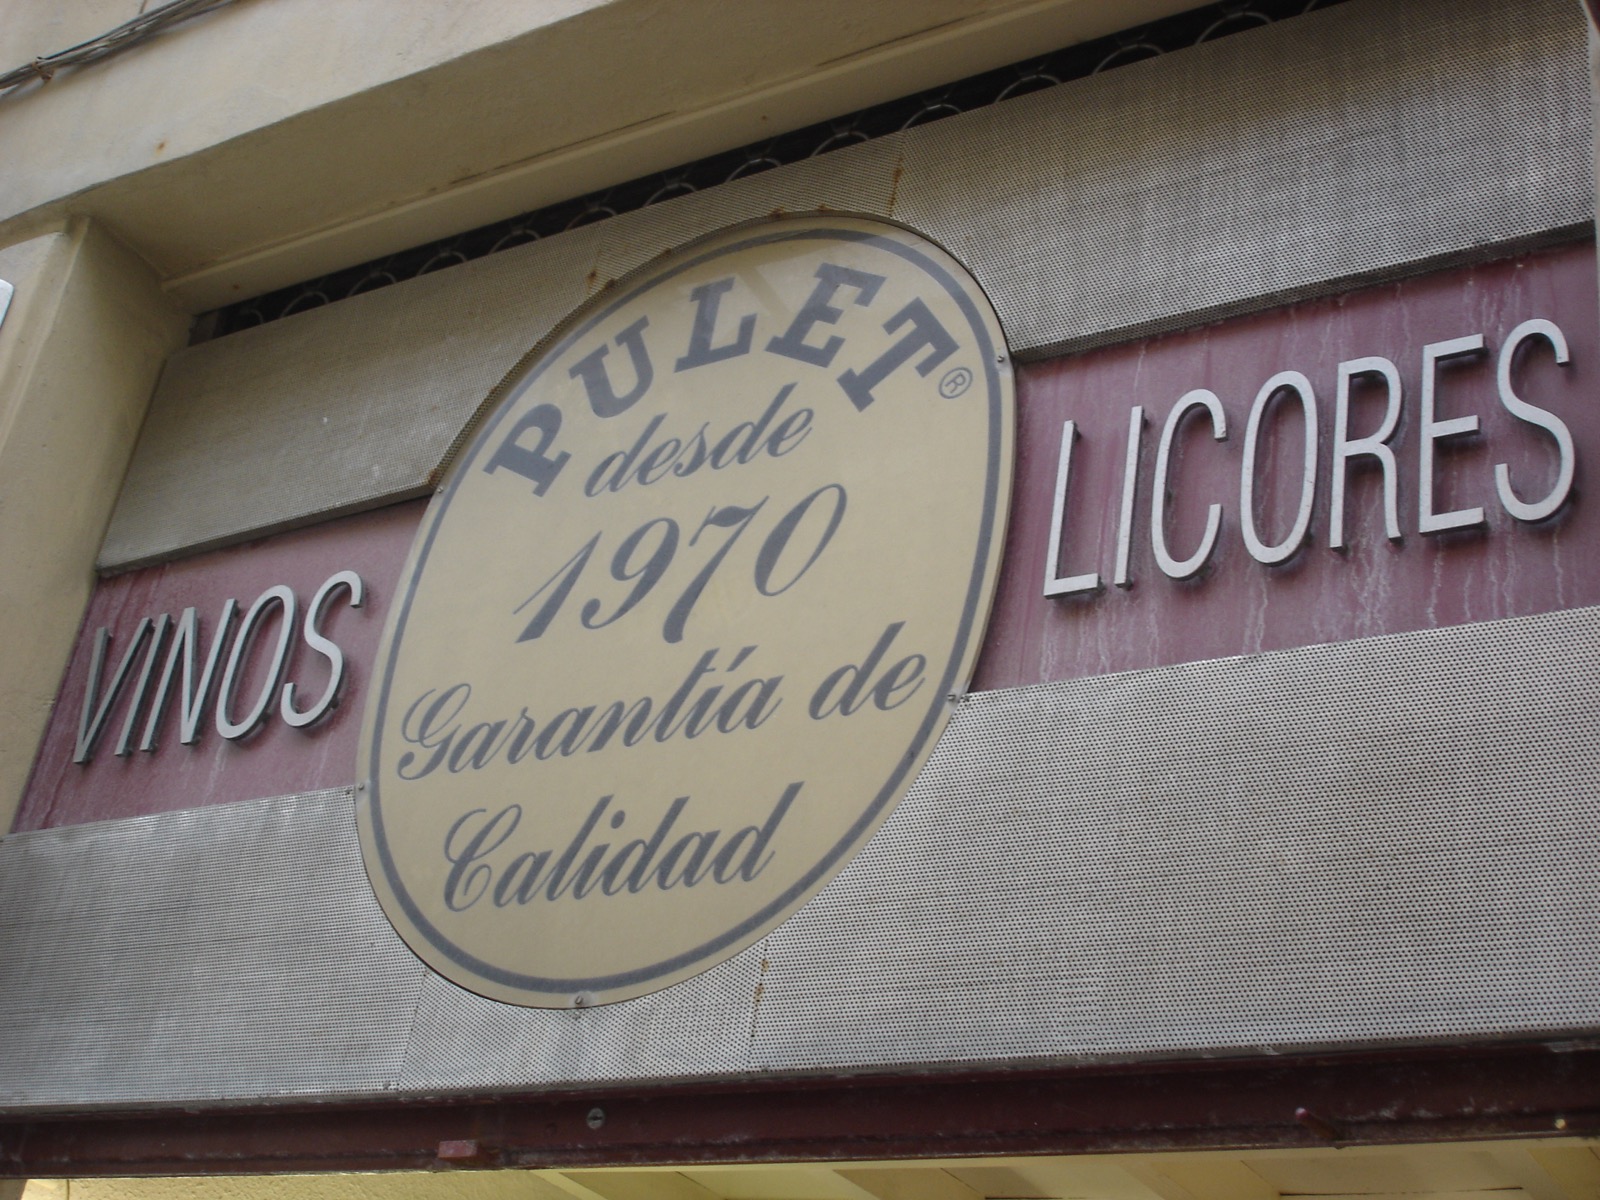 PULET®
desde
1970
Garantía de
Calidad
VINOS
LICORES